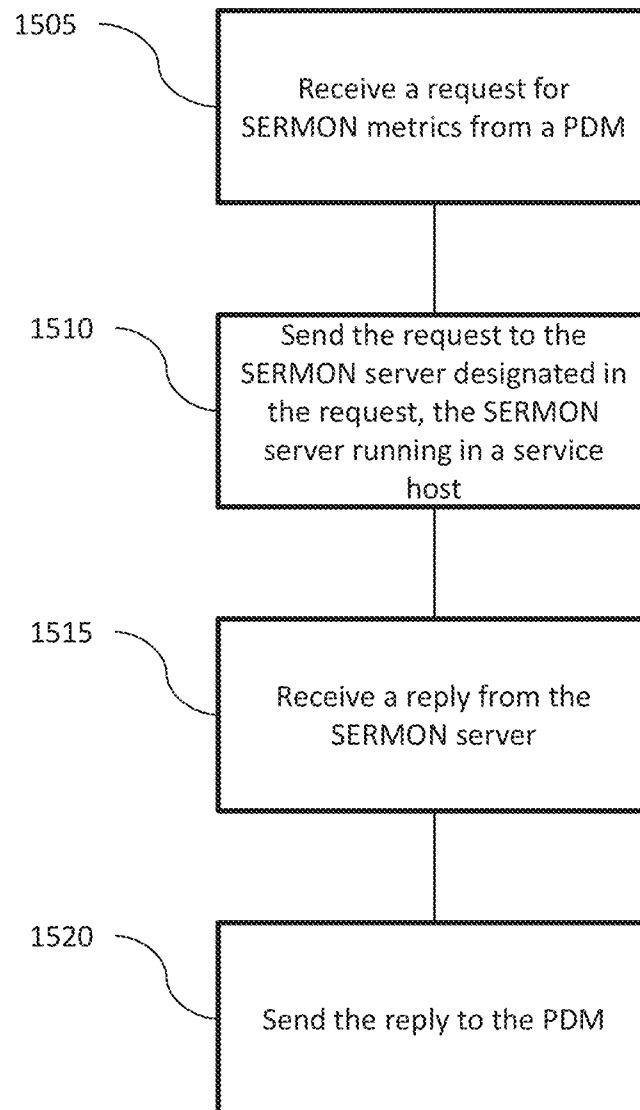 1505
Receive a request for
SERMON metrics from a PDM
1510
Send the request to the
SERMON server designated in
the request, the SERMON
server running in a service
host
1515
Receive a reply from the
SERMON server
1520
Send the reply to the PDM